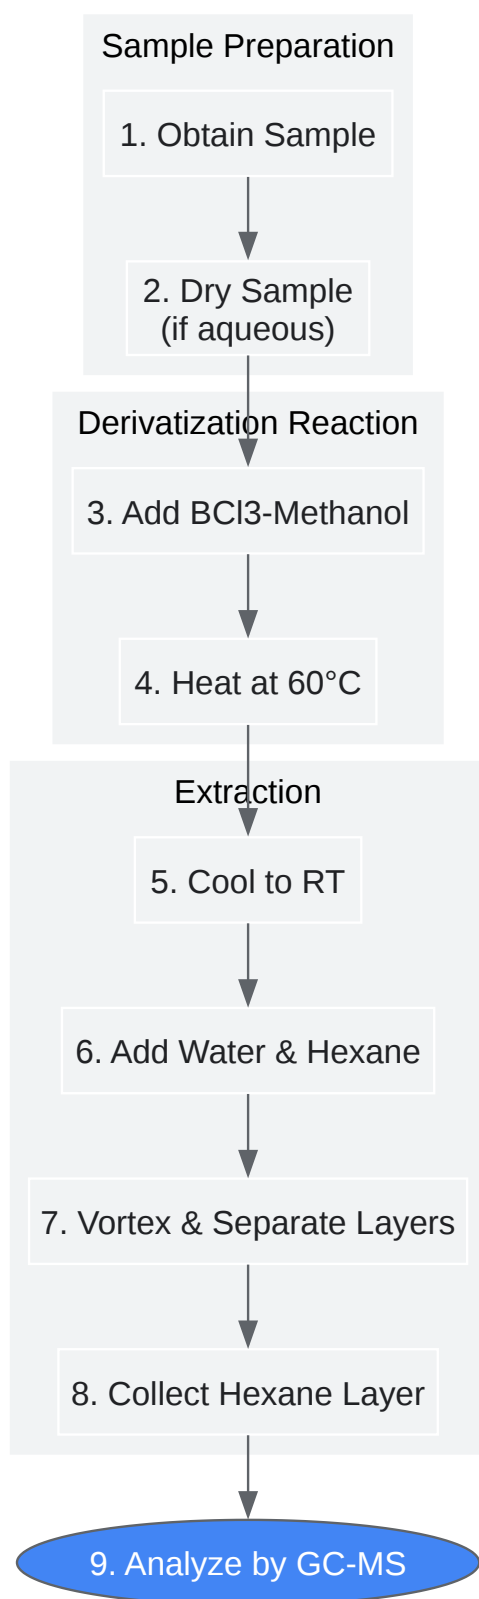 Sample Preparation
1. Obtain Sample
2. Dry Sample
(if aqueous)
Derivatization Reaction
3. Add BCl3-Methanol
4. Heat at 60°C
Extraction
5. Cool to RT
6. Add Water & Hexane
7. Vortex & Separate Layers
8. Collect Hexane Layer
9. Analyze by GC-MS